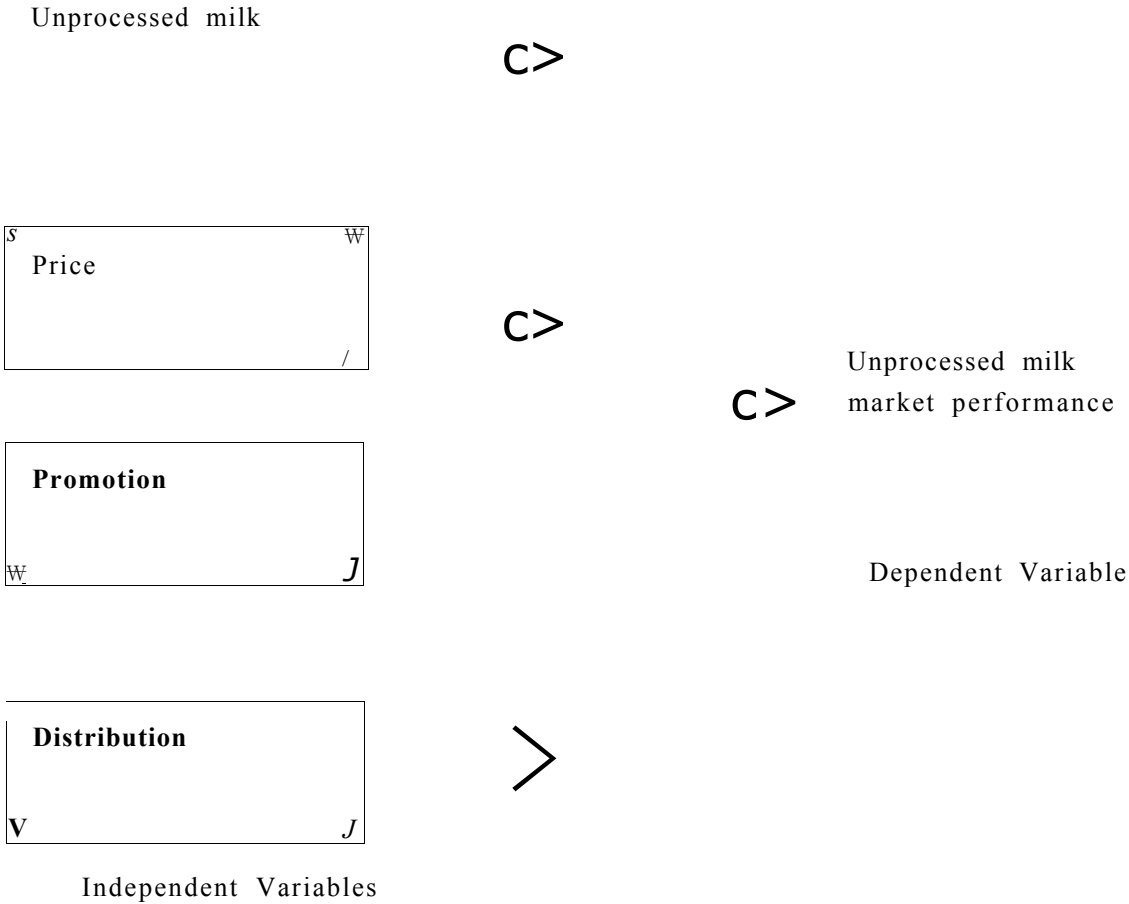 Unprocessed milk
c>
s ₩
Price
/
c>
Unprocessed milk
c> market performance
Promotion
₩ J
Dependent Variable
Distribution
>
V J
Independent Variables